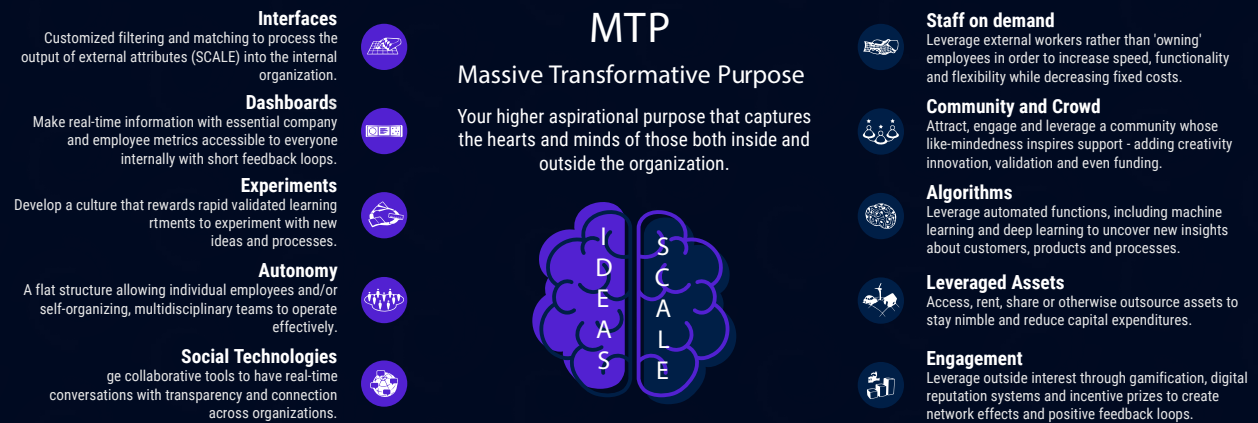 Interfaces
Customized filtering and matching to process the
output of external attributes (SCALE) into the internal
organization.
Dashboards
Make real-time information with essential company
and employee metrics accessible to everyone
internally with short feedback loops.
Experiments
Develop a culture that rewards rapid validated learning
rtments to experiment with new
ideas and processes.
Autonomy
A flat structure allowing individual employees and/or
self-organizing, multidisciplinary teams to operate
effectively.
Social Technologies
ge collaborative tools to have real-time
conversations with transparency and connection
across organizations.
MTP
Massive Transformative Purpose
Your higher aspirational purpose that captures
the hearts and minds of those both inside and
outside the organization.
IDEAS
SCALE
Staff on demand
Leverage external workers rather than 'owning'
employees in order to increase speed, functionality
and flexibility while decreasing fixed costs.
Community and Crowd
Attract, engage and leverage a community whose
like-mindedness inspires support - adding creativity
innovation, validation and even funding.
Algorithms
Leverage automated functions, including machine
learning and deep learning to uncover new insights
about customers, products and processes.
Leveraged Assets
Access, rent, share or otherwise outsource assets to
stay nimble and reduce capital expenditures.
Engagement
Leverage outside interest through gamification, digital
reputation systems and incentive prizes to create
network effects and positive feedback loops.